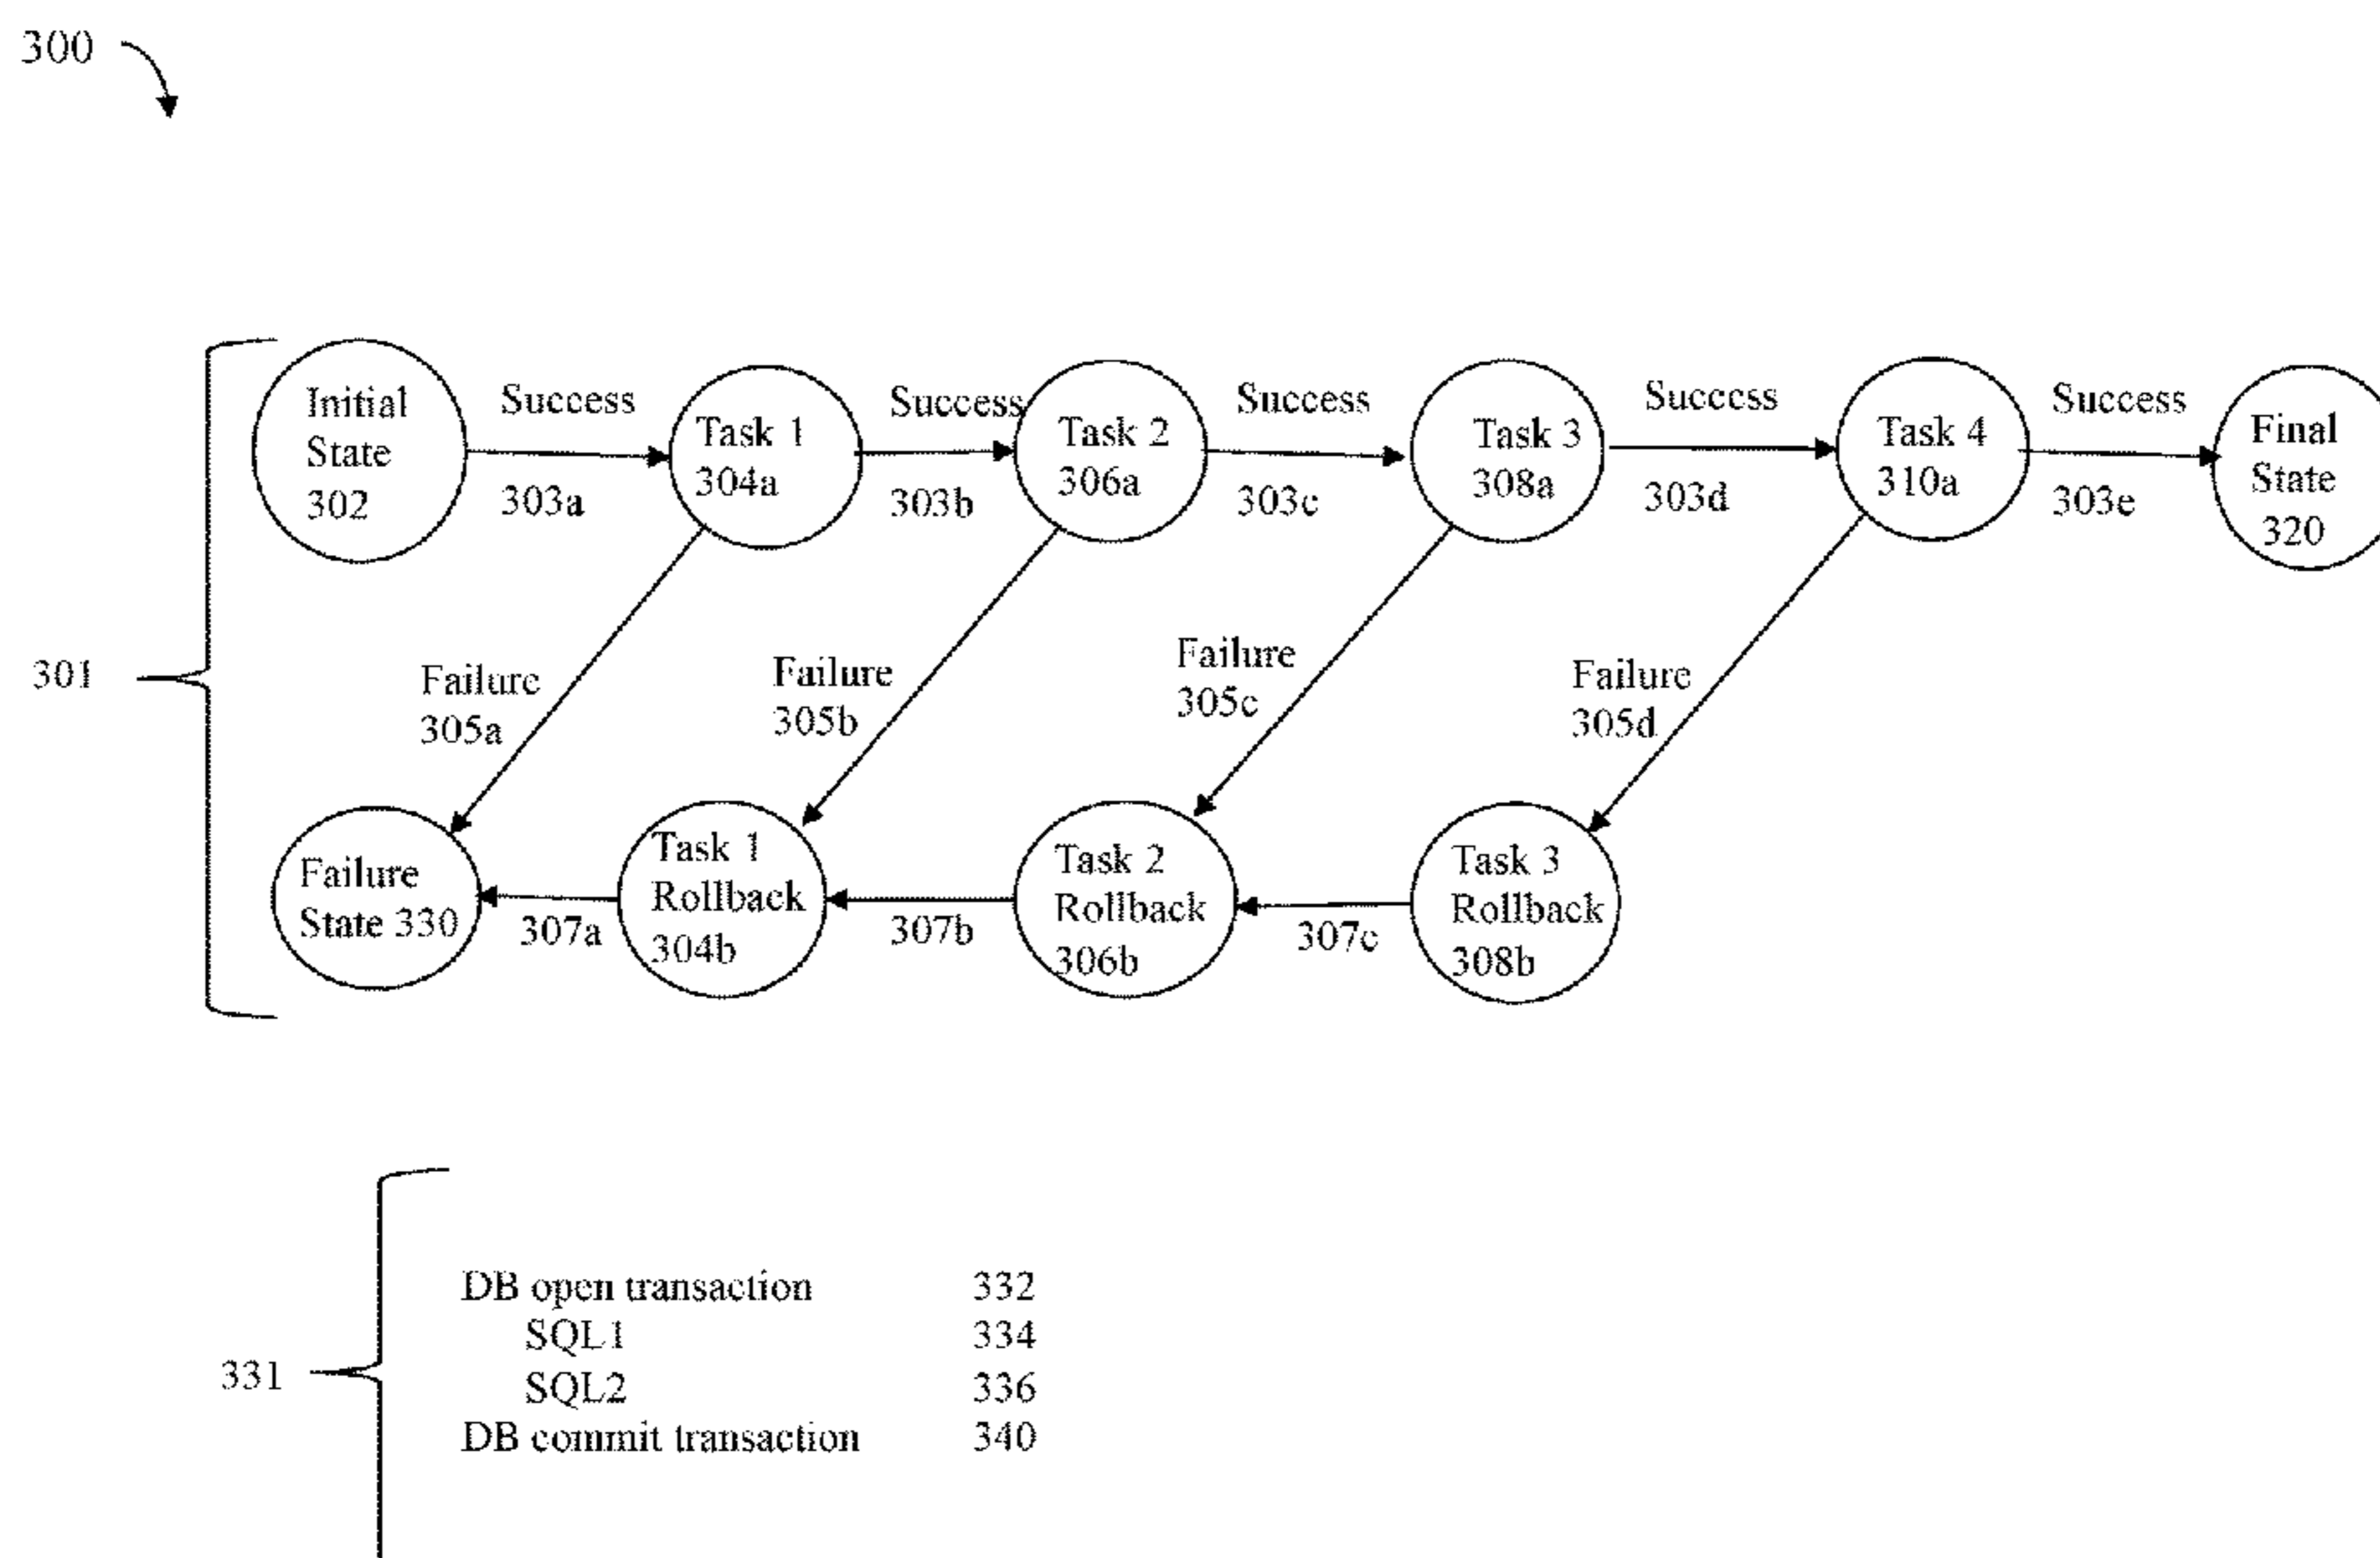 300
Initial
State
302
Success
303a
Task 1
304a
Success
303b
Task 2
306a
Success
303c
Task 3
308a
Success
303d
Task 4
310a
Success
303e
Final
State
320
301
Failure
305a
Failure
305b
Failure
305c
Failure
305d
Failure
State 330
307a
Task 1
Rollback
304b
307b
Task 2
Rollback
306b
307c
Task 3
Rollback
308b
331
DB open transaction 332
SQL1 334
SQL2 336
DB commit transaction 340